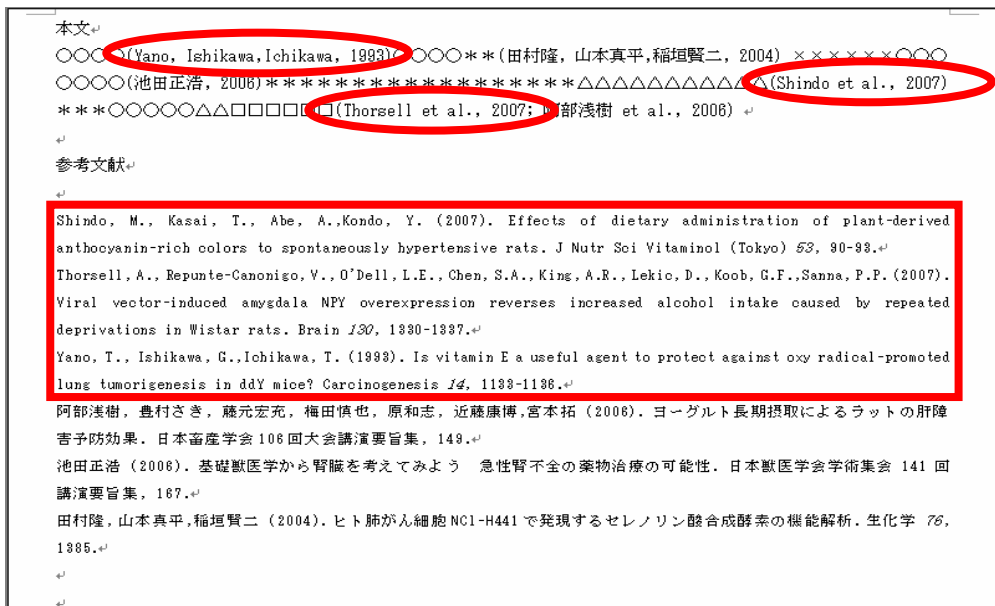 本文
○○○○(Yano, Ishikawa,Ichikawa, 1993)○○○○**(田村隆, 山本真平,稲垣賢二, 2004) ××××××○○○
○○○○(池田正浩, 2006)*****************△△△△△△△△△△△(Shindo et al., 2007)
***○○○○○△△□□□□□□(Thorsell et al., 2007; 阿部浅樹 et al., 2006)
参考文献
Shindo, M., Kasai, T., Abe, A.,Kondo, Y. (2007). Effects of dietary administration of plant-derived
anthocyanin-rich colors to spontaneously hypertensive rats. J Nutr Sci Vitaminol (Tokyo) 53, 90-93.
Thorsell, A., Repunte-Canonigo, V., O'Dell, L.E., Chen, S.A., King, A.R., Lekic, D., Koob, G.F.,Sanna, P.P. (2007).
Viral vector-induced amygdala NPY overexpression reverses increased alcohol intake caused by repeated
deprivations in Wistar rats. Brain 130, 1330-1337.
Yano, T., Ishikawa, G.,Ichikawa, T. (1993). Is vitamin E a useful agent to protect against oxy radical-promoted
lung tumorigenesis in ddY mice? Carcinogenesis 14, 1133-1136.
阿部浅樹, 豊村さき, 藤元宏充, 梅田慎也, 原和志, 近藤康博,宮本拓 (2006). ヨーグルト長期摂取によるラットの肝障
害予防効果. 日本畜産学会 106 回大会講演要旨集, 149.
池田正浩 (2006). 基礎獣医学から腎臓を考えてみよう 急性腎不全の薬物治療の可能性. 日本獣医学会学術集会 141 回
講演要旨集, 167.
田村隆, 山本真平,稲垣賢二 (2004). ヒト肺がん細胞 NCl-H441 で発現するセレノリン酸合成酵素の機能解析. 生化学 76,
1385.